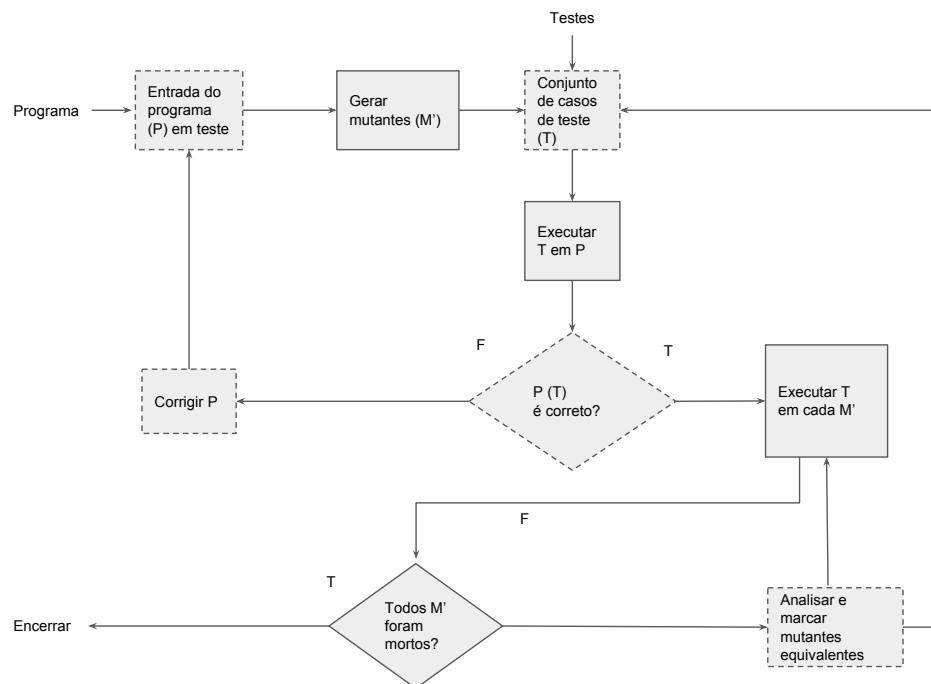 Testes
Programa
Entrada do
programa
(P) em teste
Gerar
mutantes (M')
Conjunto
de casos
de teste
(T)
Executar
T em P
F
T
Corrigir P
P (T)
é correto?
Executar T
em cada M'
F
T
Encerrar
Todos M'
foram
mortos?
Analisar e
marcar
mutantes
equivalentes